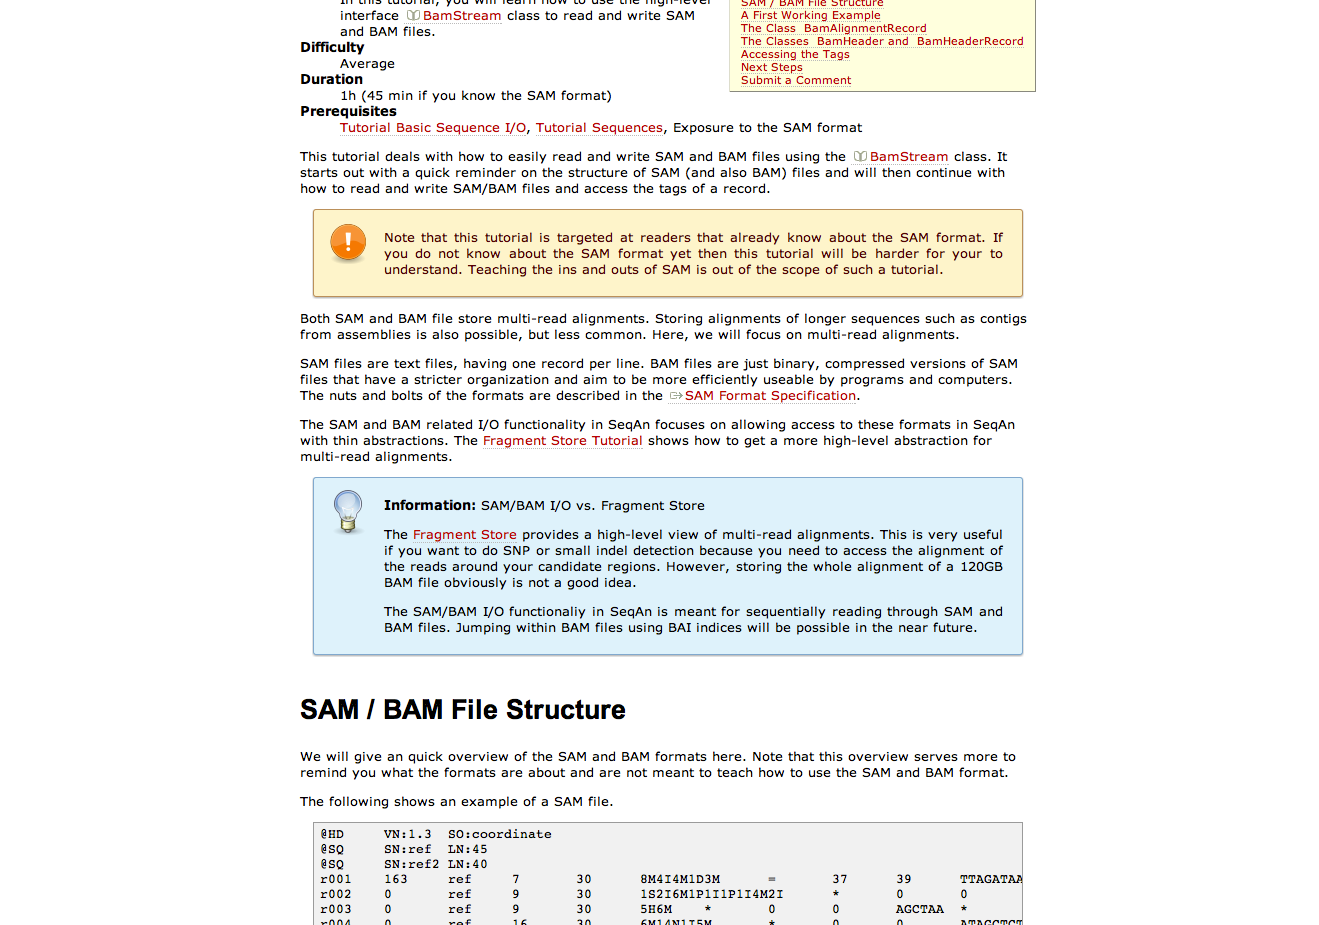 In this tutorial, you will learn how to use the high-level
interface BamStream class to read and write SAM
and BAM files.
Difficulty
Average
Duration
1h (45 min if you know the SAM format)
Prerequisites
Tutorial Basic Sequence I/O, Tutorial Sequences, Exposure to the SAM format
SAM / BAM File Structure
A First Working Example
The Class BamAlignmentRecord
The Classes BamHeader and BamHeaderRecord
Accessing the Tags
Next Steps
Submit a Comment
This tutorial deals with how to easily read and write SAM and BAM files using the BamStream class. It
starts out with a quick reminder on the structure of SAM (and also BAM) files and will then continue with
how to read and write SAM/BAM files and access the tags of a record.
Note that this tutorial is targeted at readers that already know about the SAM format. If
you do not know about the SAM format yet then this tutorial will be harder for your to
understand. Teaching the ins and outs of SAM is out of the scope of such a tutorial.
Both SAM and BAM file store multi-read alignments. Storing alignments of longer sequences such as contigs
from assemblies is also possible, but less common. Here, we will focus on multi-read alignments.
SAM files are text files, having one record per line. BAM files are just binary, compressed versions of SAM
files that have a stricter organization and aim to be more efficiently useable by programs and computers.
The nuts and bolts of the formats are described in the SAM Format Specification.
The SAM and BAM related I/O functionality in SeqAn focuses on allowing access to these formats in SeqAn
with thin abstractions. The Fragment Store Tutorial shows how to get a more high-level abstraction for
multi-read alignments.
Information: SAM/BAM I/O vs. Fragment Store
The Fragment Store provides a high-level view of multi-read alignments. This is very useful
if you want to do SNP or small indel detection because you need to access the alignment of
the reads around your candidate regions. However, storing the whole alignment of a 120GB
BAM file obviously is not a good idea.
The SAM/BAM I/O functionaliy in SeqAn is meant for sequentially reading through SAM and
BAM files. Jumping within BAM files using BAI indices will be possible in the near future.
SAM / BAM File Structure
We will give an quick overview of the SAM and BAM formats here. Note that this overview serves more to
remind you what the formats are about and are not meant to teach how to use the SAM and BAM format.
The following shows an example of a SAM file.
@HD VN:1.3 SO:coordinate
@SQ SN:ref LN:45
@SQ SN:ref2 LN:40
r001 163 ref 7 30 8M4I4M1D3M = 37 39 TTAGATAA
r002 0 ref 9 30 1S2I6M1P1I1P1I4M2I * 0 0
r003 0 ref 9 30 5H6M * 0 0 AGCTAA *
r004 0 ref 16 30 6M14N1I5M * 0 0 ATAGCTCT